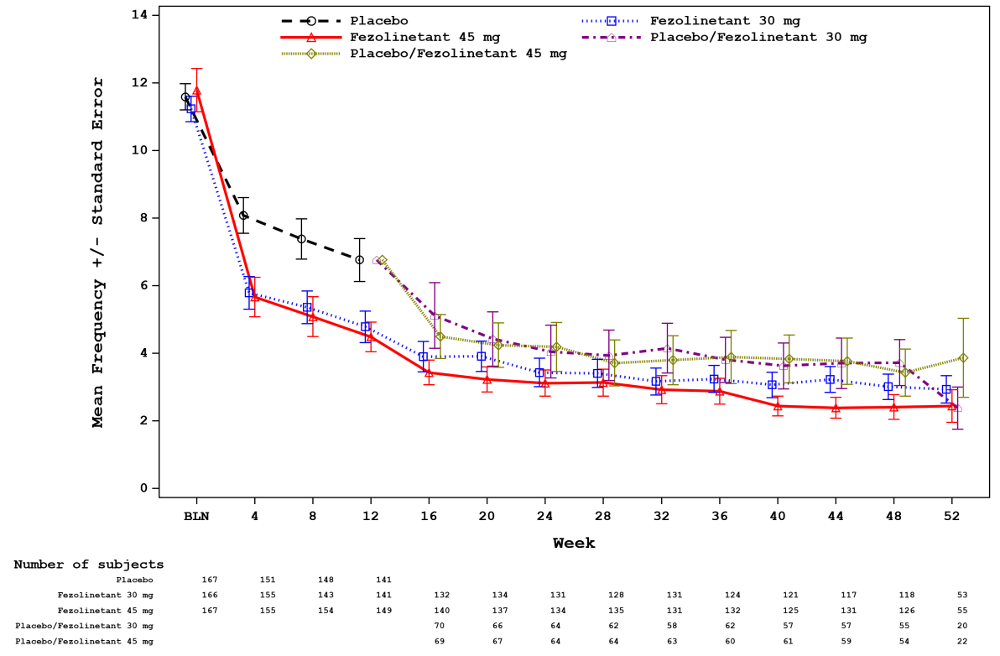 Placebo
Fezolinetant 30 mg
Fezolinetant 45 mg
Placebo/Fezolinetant 30 mg
Placebo/Fezolinetant 45 mg
Mean Frequency +/- Standard Error
14
12
10
8
6
4
2
0
BLN 4 8 12 16 20 24 28 32 36 40 44 48 52
Week
Number of subjects
Placebo 167 151 148 141
Fezolinetant 30 mg 166 155 143 141 132 134 131 128 131 124 121 117 118 53
Fezolinetant 45 mg 167 155 154 149 140 137 134 135 131 132 125 131 126 55
Placebo/Fezolinetant 30 mg 70 66 64 62 58 62 57 57 55 20
Placebo/Fezolinetant 45 mg 69 67 64 64 63 60 61 59 54 22